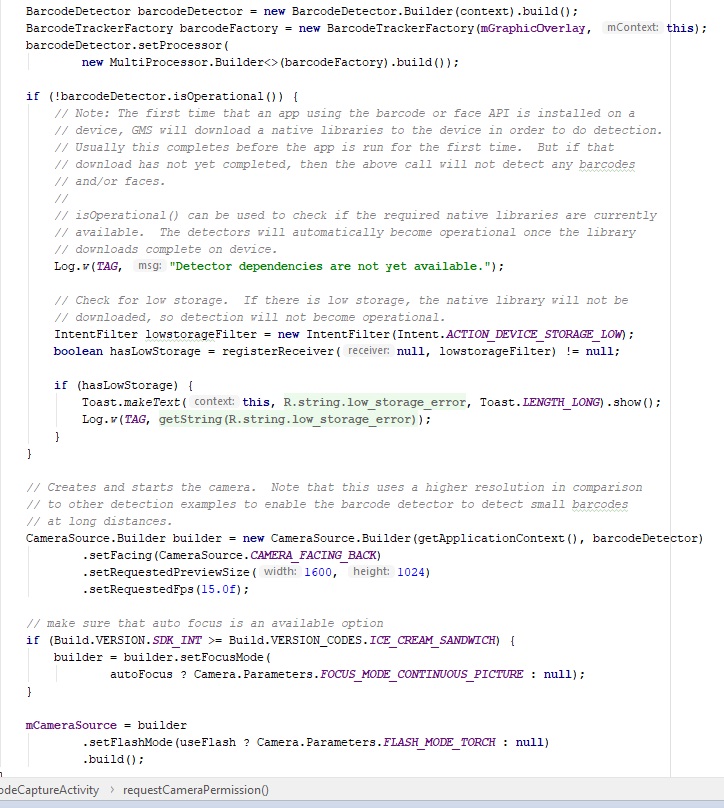 BarcodeDetector barcodeDetector = new BarcodeDetector.Builder(context).build();
BarcodeTrackerFactory barcodeFactory = new BarcodeTrackerFactory(mGraphicOverlay, mContext: this);
barcodeDetector.setProcessor(
        new MultiProcessor.Builder<>(barcodeFactory).build());

if (!barcodeDetector.isOperational()) {
    // Note: The first time that an app using the barcode or face API is installed on a
    // device, GMS will download a native libraries to the device in order to do detection.
    // Usually this completes before the app is run for the first time.  But if that
    // download has not yet completed, then the above call will not detect any barcodes
    // and/or faces.
    //
    // isOperational() can be used to check if the required native libraries are currently
    // available.  The detectors will automatically become operational once the library
    // downloads complete on device.
    Log.w(TAG, msg: "Detector dependencies are not yet available.");

    // Check for low storage.  If there is low storage, the native library will not be
    // downloaded, so detection will not become operational.
    IntentFilter lowstorageFilter = new IntentFilter(Intent.ACTION_DEVICE_STORAGE_LOW);
    boolean hasLowStorage = registerReceiver( receiver: null, lowstorageFilter) != null;

    if (hasLowStorage) {
        Toast.makeText( context: this, R.string.low_storage_error, Toast.LENGTH_LONG).show();
        Log.w(TAG, getString(R.string.low_storage_error));
    }
}

// Creates and starts the camera.  Note that this uses a higher resolution in comparison
// to other detection examples to enable the barcode detector to detect small barcodes
// at long distances.
CameraSource.Builder builder = new CameraSource.Builder(getApplicationContext(), barcodeDetector)
        .setFacing(CameraSource.CAMERA_FACING_BACK)
        .setRequestedPreviewSize( width: 1600, height: 1024)
        .setRequestedFps(15.0f);

// make sure that auto focus is an available option
if (Build.VERSION.SDK_INT >= Build.VERSION_CODES.ICE_CREAM_SANDWICH) {
    builder = builder.setFocusMode(
            autoFocus ? Camera.Parameters.FOCUS_MODE_CONTINUOUS_PICTURE : null);
}

mCameraSource = builder
        .setFlashMode(useFlash ? Camera.Parameters.FLASH_MODE_TORCH : null)
        .build();
odeCaptureActivity › requestCameraPermission()